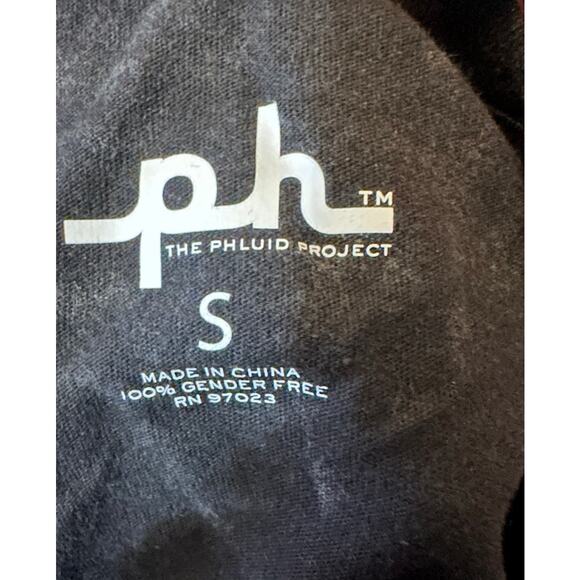 ph™
THE PHLUID PROJECT
S
MADE IN CHINA
100% GENDER FREE
RN 97023